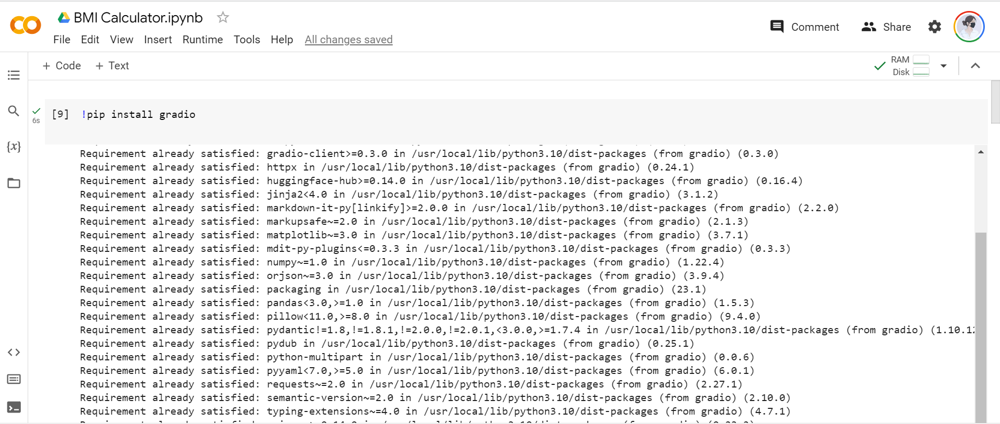 BMI Calculator.ipynb
File Edit View Insert Runtime Tools Help All changes saved
Comment Share
+ Code + Text
RAM
Disk
[9] !pip install gradio
6s
Requirement already satisfied: gradio-client>=0.3.0 in /usr/local/lib/python3.10/dist-packages (from gradio) (0.3.0)
Requirement already satisfied: httpx in /usr/local/lib/python3.10/dist-packages (from gradio) (0.24.1)
Requirement already satisfied: huggingface-hub>=0.14.0 in /usr/local/lib/python3.10/dist-packages (from gradio) (0.16.4)
Requirement already satisfied: jinja2<4.0 in /usr/local/lib/python3.10/dist-packages (from gradio) (3.1.2)
Requirement already satisfied: markdown-it-py[linkify]>=2.0.0 in /usr/local/lib/python3.10/dist-packages (from gradio) (2.2.0)
Requirement already satisfied: markupsafe~=2.0 in /usr/local/lib/python3.10/dist-packages (from gradio) (2.1.3)
Requirement already satisfied: matplotlib~=3.0 in /usr/local/lib/python3.10/dist-packages (from gradio) (3.7.1)
Requirement already satisfied: mdit-py-plugins<=0.3.3 in /usr/local/lib/python3.10/dist-packages (from gradio) (0.3.3)
Requirement already satisfied: numpy~=1.0 in /usr/local/lib/python3.10/dist-packages (from gradio) (1.22.4)
Requirement already satisfied: orjson~=3.0 in /usr/local/lib/python3.10/dist-packages (from gradio) (3.9.4)
Requirement already satisfied: packaging in /usr/local/lib/python3.10/dist-packages (from gradio) (23.1)
Requirement already satisfied: pandas<3.0,>=1.0 in /usr/local/lib/python3.10/dist-packages (from gradio) (1.5.3)
Requirement already satisfied: pillow<11.0,>=8.0 in /usr/local/lib/python3.10/dist-packages (from gradio) (9.4.0)
Requirement already satisfied: pydantic!=1.8,!=1.8.1,!=2.0.0,!=2.0.1,<3.0.0,>=1.7.4 in /usr/local/lib/python3.10/dist-packages (from gradio) (1.10.12
Requirement already satisfied: pydub in /usr/local/lib/python3.10/dist-packages (from gradio) (0.25.1)
Requirement already satisfied: python-multipart in /usr/local/lib/python3.10/dist-packages (from gradio) (0.0.6)
Requirement already satisfied: pyyaml<7.0,>=5.0 in /usr/local/lib/python3.10/dist-packages (from gradio) (6.0.1)
Requirement already satisfied: requests~=2.0 in /usr/local/lib/python3.10/dist-packages (from gradio) (2.27.1)
Requirement already satisfied: semantic-version~=2.0 in /usr/local/lib/python3.10/dist-packages (from gradio) (2.10.0)
Requirement already satisfied: typing-extensions~=4.0 in /usr/local/lib/python3.10/dist-packages (from gradio) (4.7.1)